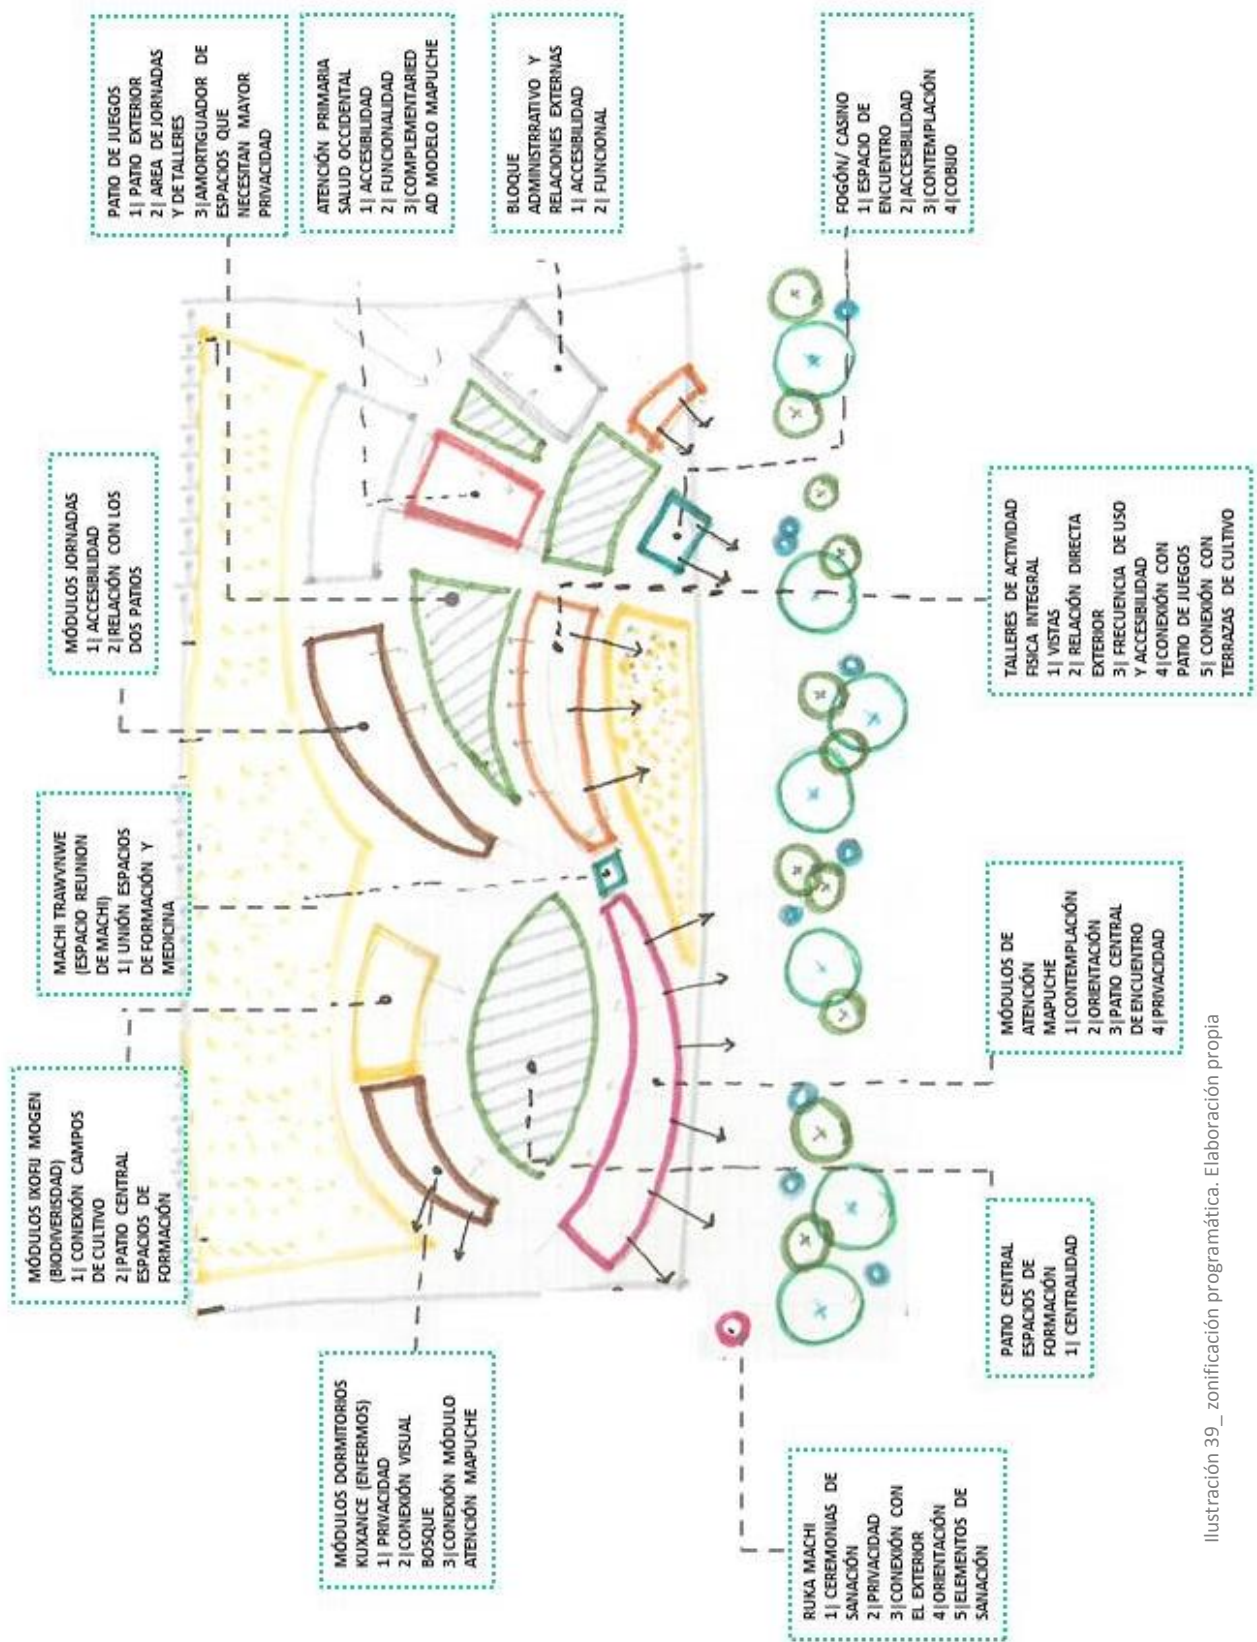 MÓDULOS IXOFIJ MOGEN
(BIODIVERISDAD)
1| CONEXIÓN CAMPOS
DE CULTIVO
2|PATIO CENTRAL
ESPACIOS DE
FORMACIÓN
MACHI TRAWVNWE
(ESPACIO REUNION
DE MACHI)
1| UNIÓN ESPACIOS
DE FORMACIÓN Y
MEDICINA
MÓDULOS JORNADAS
1| ACCESIBILIDAD
2|RELACIÓN CON LOS
DOS PATIOS
PATIO DE JUEGOS
1| PATIO EXTERIOR
2| AREA DE JORNADAS
Y DE TALLERES
3|AMORTIGUADOR DE
ESPACIOS QUE
NECESITAN MAYOR
PRIVACIDAD
ATENCIÓN PRIMARIA
SALUD OCCIDENTAL
1| ACCESIBILIDAD
2| FUNCIONALIDAD
3|COMPLEMENTARIED
AD MODELO MAPUCHE
MÓDULOS DORMITORIOS
KUXANCE (ENFERMOS)
1| PRIVACIDAD
2|CONEXIÓN VISUAL
BOSQUE
3|CONEXIÓN MÓDULO
ATENCIÓN MAPUCHE
BLOQUE
ADMINISTRRATIVO Y
RELACIONES EXTERNAS
1| ACCESIBILIDAD
2| FUNCIONAL
RUKA MACHI
1| CEREMONIAS DE
SANACIÓN
2|PRIVACIDAD
3|CONEXIÓN CON
EL EXTERIOR
4|ORIENTACIÓN
5|ELEMENTOS DE
SANACIÓN
FOGÓN/ CASINO
1| ESPACIO DE
ENCUENTRO
2|ACCESIBILIDAD
3|CONTEMPLACIÓN
4|COBIJO
PATIO CENTRAL
ESPACIOS DE
FORMACIÓN
1| CENTRALIDAD
MÓDULOS DE
ATENCIÓN
MAPUCHE
1|CONTEMPLACIÓN
2|ORIENTACIÓN
3|PATIO CENTRAL
DE ENCUENTRO
4|PRIVACIDAD
TALLERES DE ACTIVIDAD
FISICA INTEGRAL
1| VISTAS
2| RELACIÓN DIRECTA
EXTERIOR
3| FRECUENCIA DE USO
Y ACCESIBILIDAD
4|CONEXIÓN CON
PATIO DE JUEGOS
5| CONEXIÓN CON
TERRAZAS DE CULTIVO
Ilustración 39_ zonificación programática. Elaboración propia